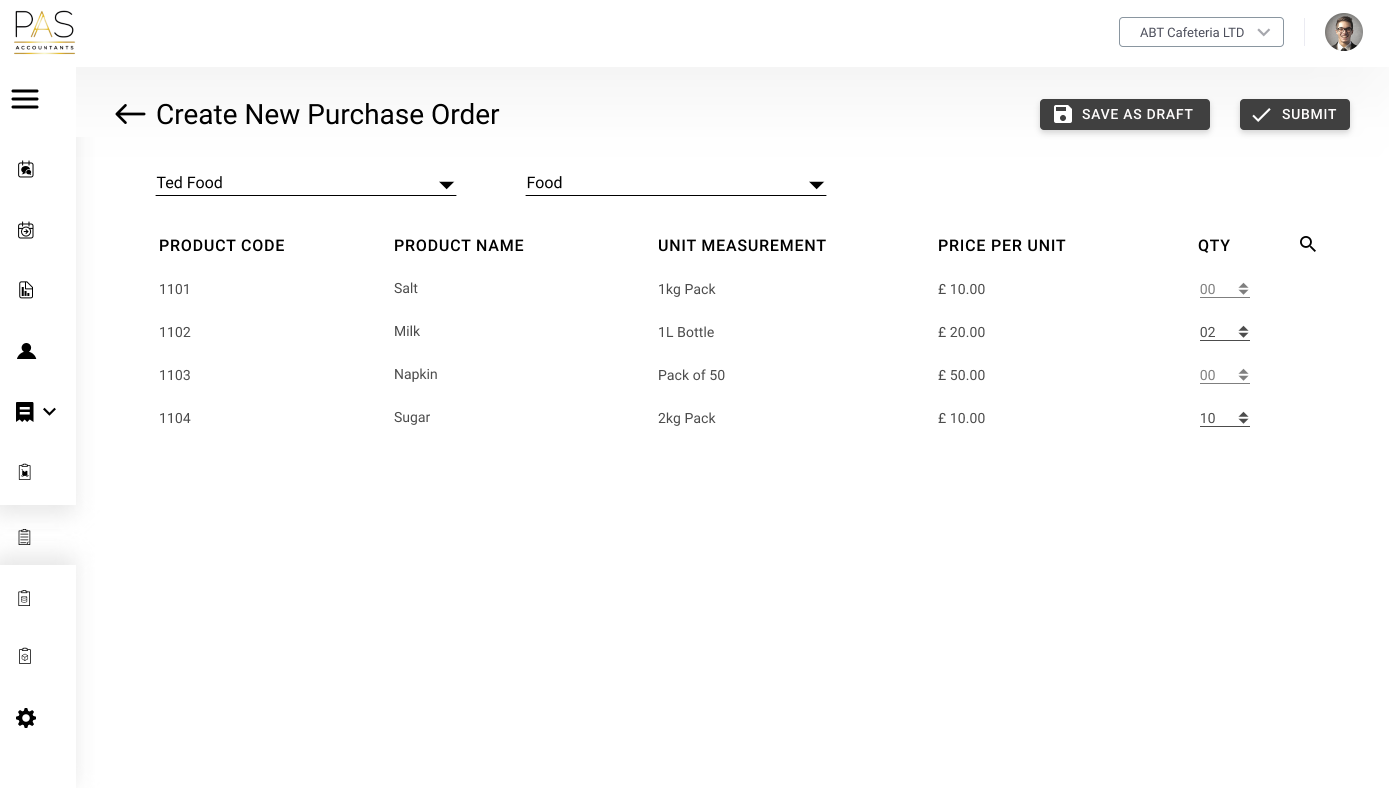 PAS
ACCOUNTANTS
ABT Cafeteria LTD
Create New Purchase Order
SAVE AS DRAFT
SUBMIT
Ted Food
Food
PRODUCT CODE PRODUCT NAME UNIT MEASUREMENT PRICE PER UNIT QTY
1101 Salt 1kg Pack £ 10.00 00
1102 Milk 1L Bottle £ 20.00 02
1103 Napkin Pack of 50 £ 50.00 00
1104 Sugar 2kg Pack £ 10.00 10